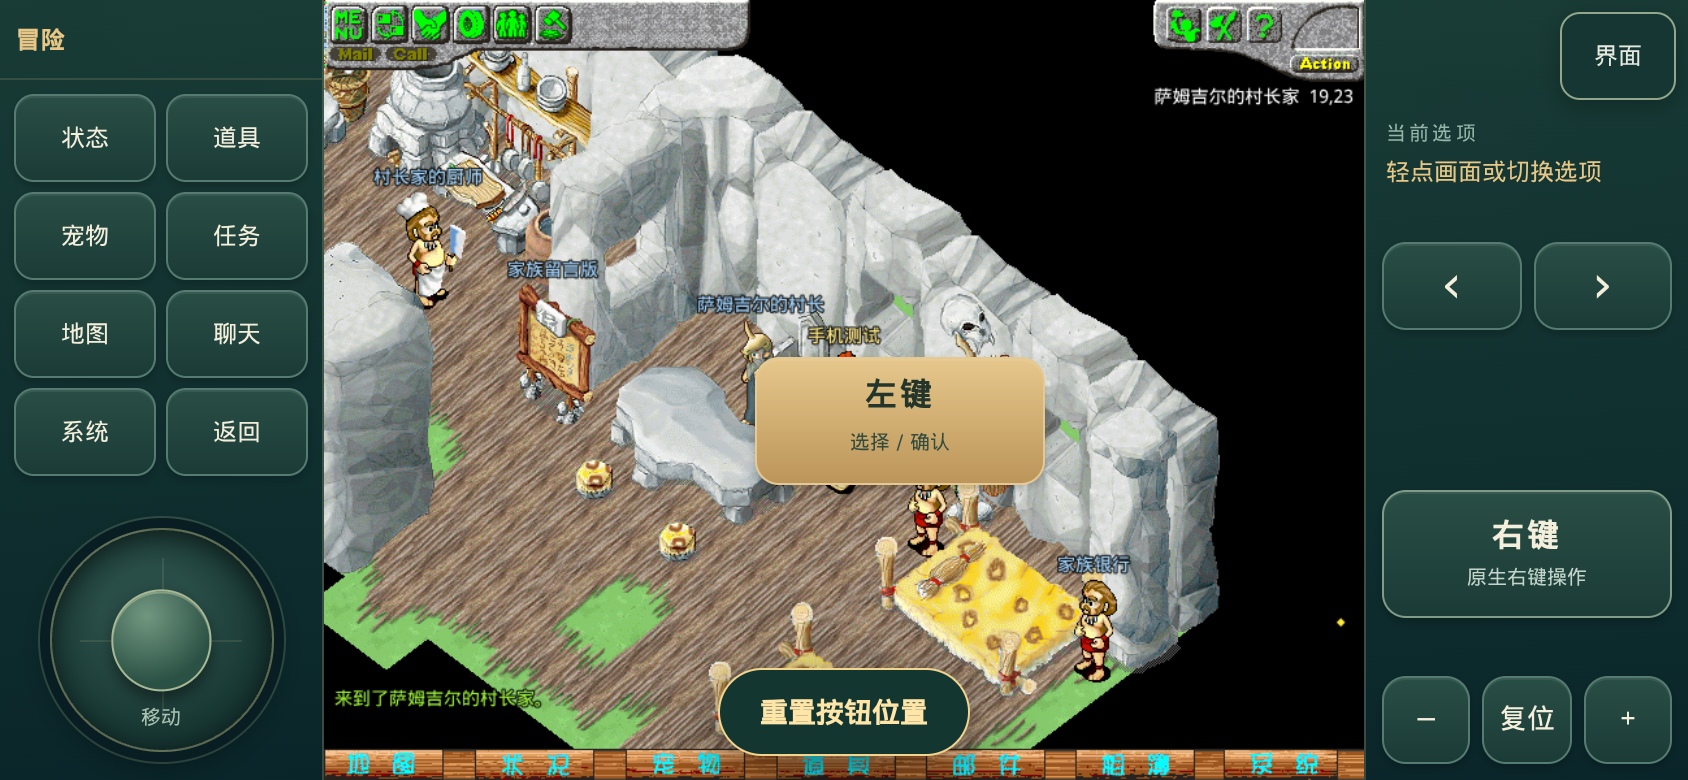 冒险
状态
道具
宠物
任务
地图
聊天
系统
返回
移动
MENU
Mail
Call
Action
萨姆吉尔的村长家 19,23
村长家的厨师
家族留言版
萨姆吉尔的村长
手机测试
左键
选择 / 确认
家族银行
来到了萨姆吉尔的村长家。
重置按钮位置
地 图
状 况
宠 物
道 具
邮 件
船 簿
系 统
界面
当前选项
轻点画面或切换选项
<
>
右键
原生右键操作
−
复位
+